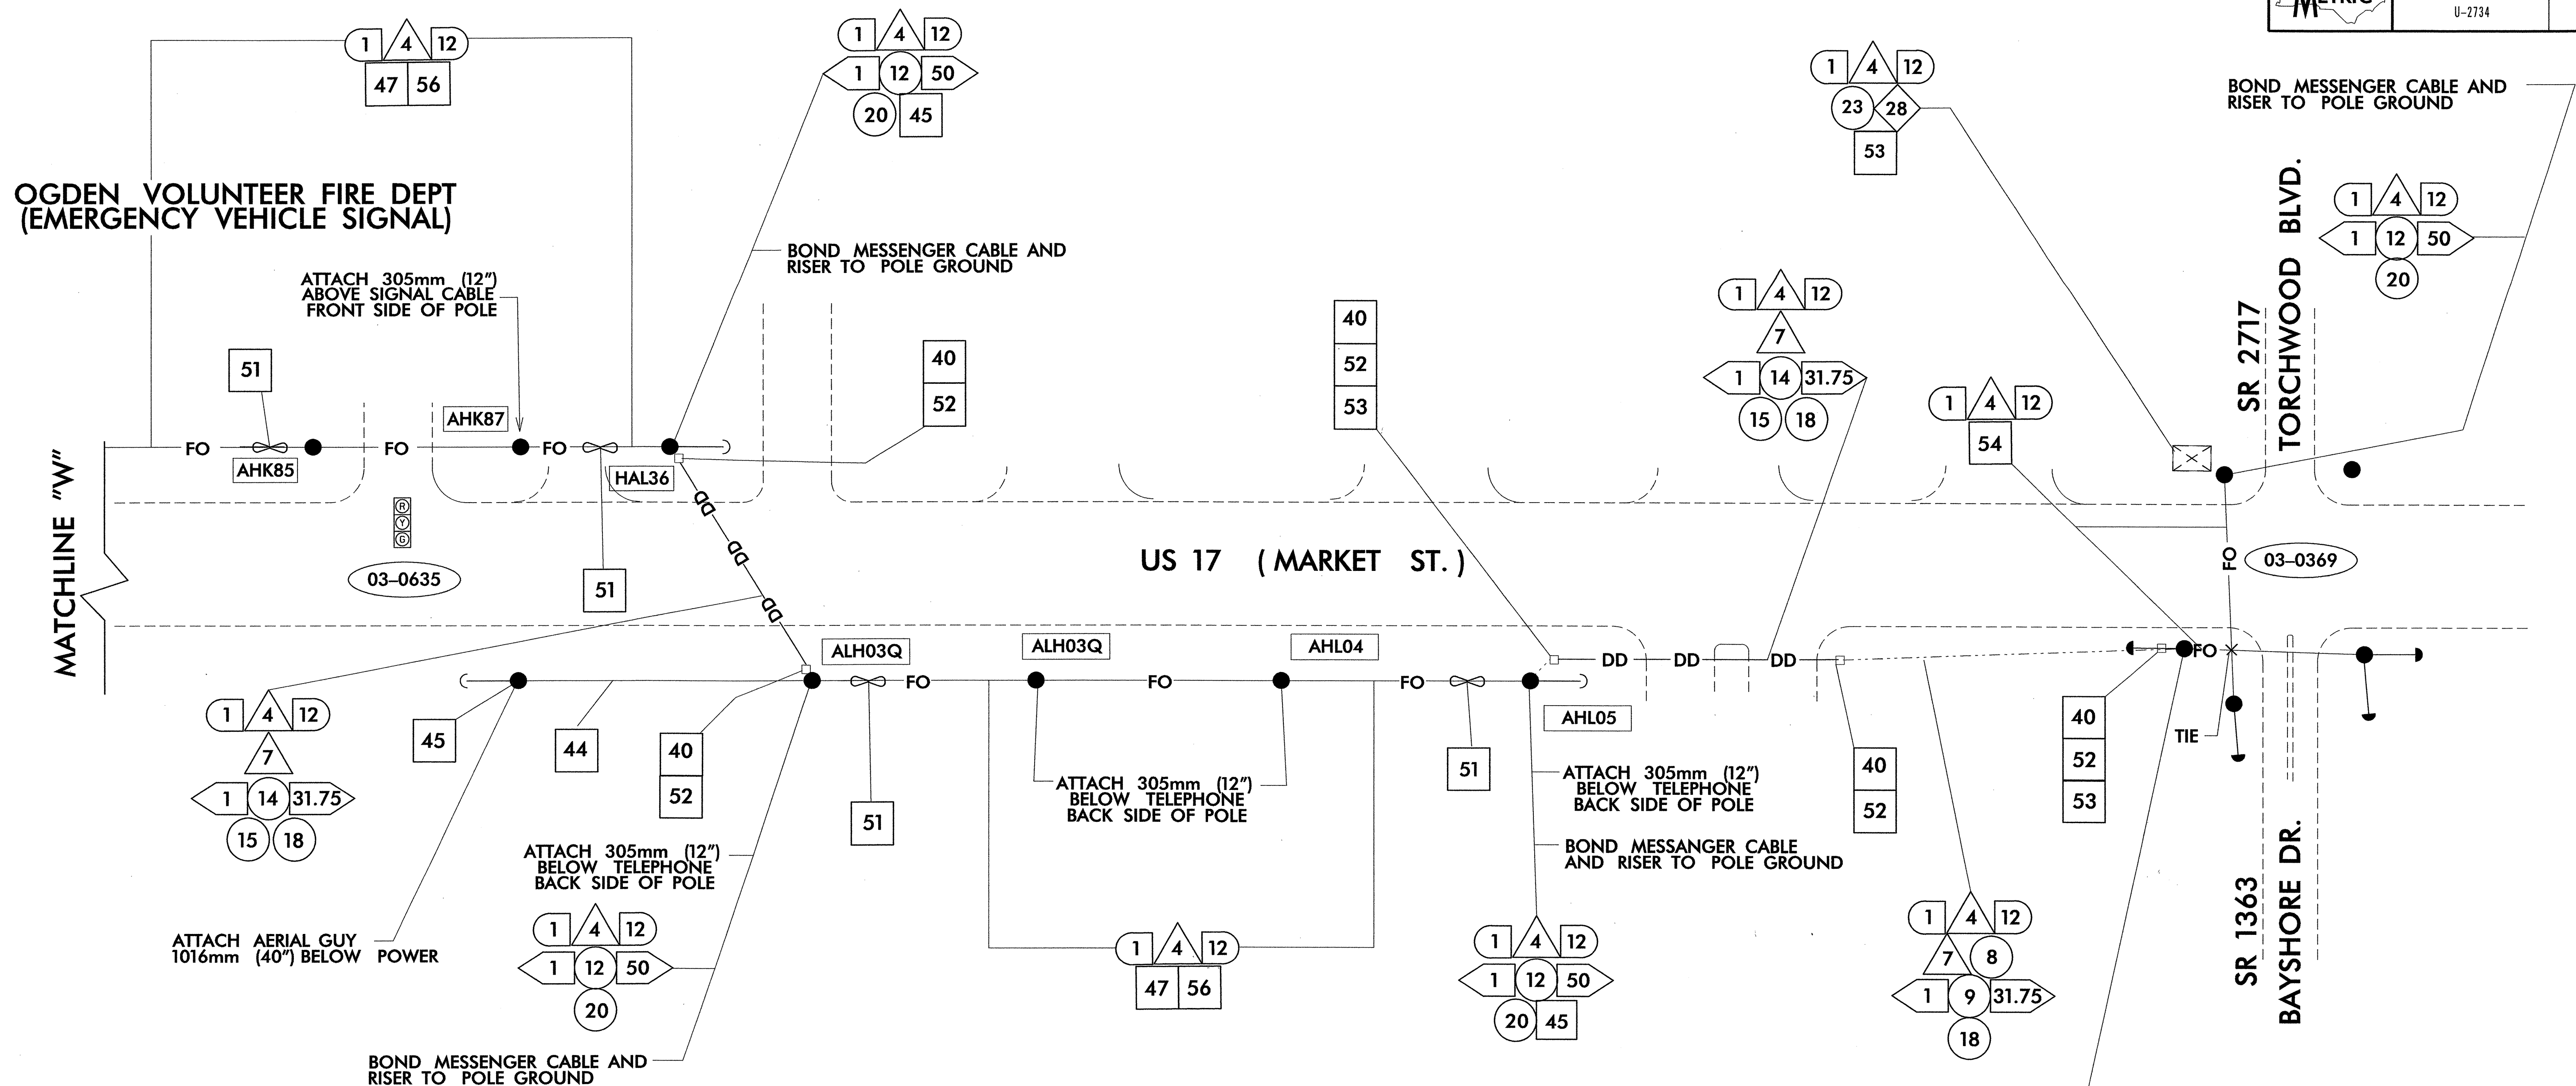 U-2734
1 4 12
47 56
1 4 12
1 12 50
20 45
1 4 12
23 28
53
BOND MESSENGER CABLE AND
RISER TO POLE GROUND
1 4 12
1 12 50
20
OGDEN VOLUNTEER FIRE DEPT
(EMERGENCY VEHICLE SIGNAL)
BOND MESSENGER CABLE AND
RISER TO POLE GROUND
ATTACH 305mm (12")
ABOVE SIGNAL CABLE
FRONT SIDE OF POLE
51
40
52
40
52
53
1 4 12
7
1 14 31.75
15 18
1 4 12
54
SR 2717
TORCHWOOD BLVD.
AHK87
FO
FO
FO
AHK85
HAL36
MATCHLINE "W"
R
Y
G
03-0635
51
DD
DD
DD
US 17 (MARKET ST.)
FO
03-0369
ALH03Q
ALH03Q
AHL04
FO
FO
FO
DD
DD
DD
FO
AHL05
TIE
1 4 12
7
1 14 31.75
15 18
45
44
40
52
51
ATTACH 305mm (12")
BELOW TELEPHONE
BACK SIDE OF POLE
51
ATTACH 305mm (12")
BELOW TELEPHONE
BACK SIDE OF POLE
BOND MESSANGER CABLE
AND RISER TO POLE GROUND
40
52
40
52
53
ATTACH 305mm (12")
BELOW TELEPHONE
BACK SIDE OF POLE
ATTACH AERIAL GUY
1016mm (40") BELOW POWER
1 4 12
1 12 50
20
1 4 12
47 56
1 4 12
1 12 50
20 45
1 4 12
7 8
1 9 31.75
18
SR 1363
BAYSHORE DR.
BOND MESSENGER CABLE AND
RISER TO POLE GROUND